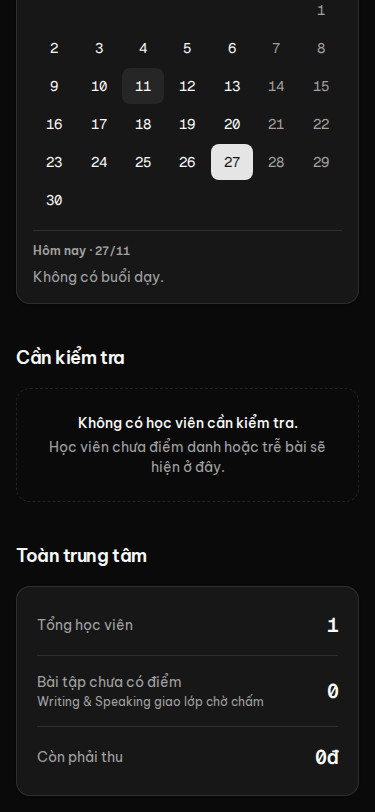 1
2 3 4 5 6 7 8
9 10 11 12 13 14 15
16 17 18 19 20 21 22
23 24 25 26 27 28 29
30
Hôm nay · 27/11
Không có buổi dạy.
Cần kiểm tra
Không có học viên cần kiểm tra.
Học viên chưa điểm danh hoặc trễ bài sẽ
hiện ở đây.
Toàn trung tâm
Tổng học viên 1
Bài tập chưa có điểm 0
Writing & Speaking giao lớp chờ chấm
Còn phải thu 0đ